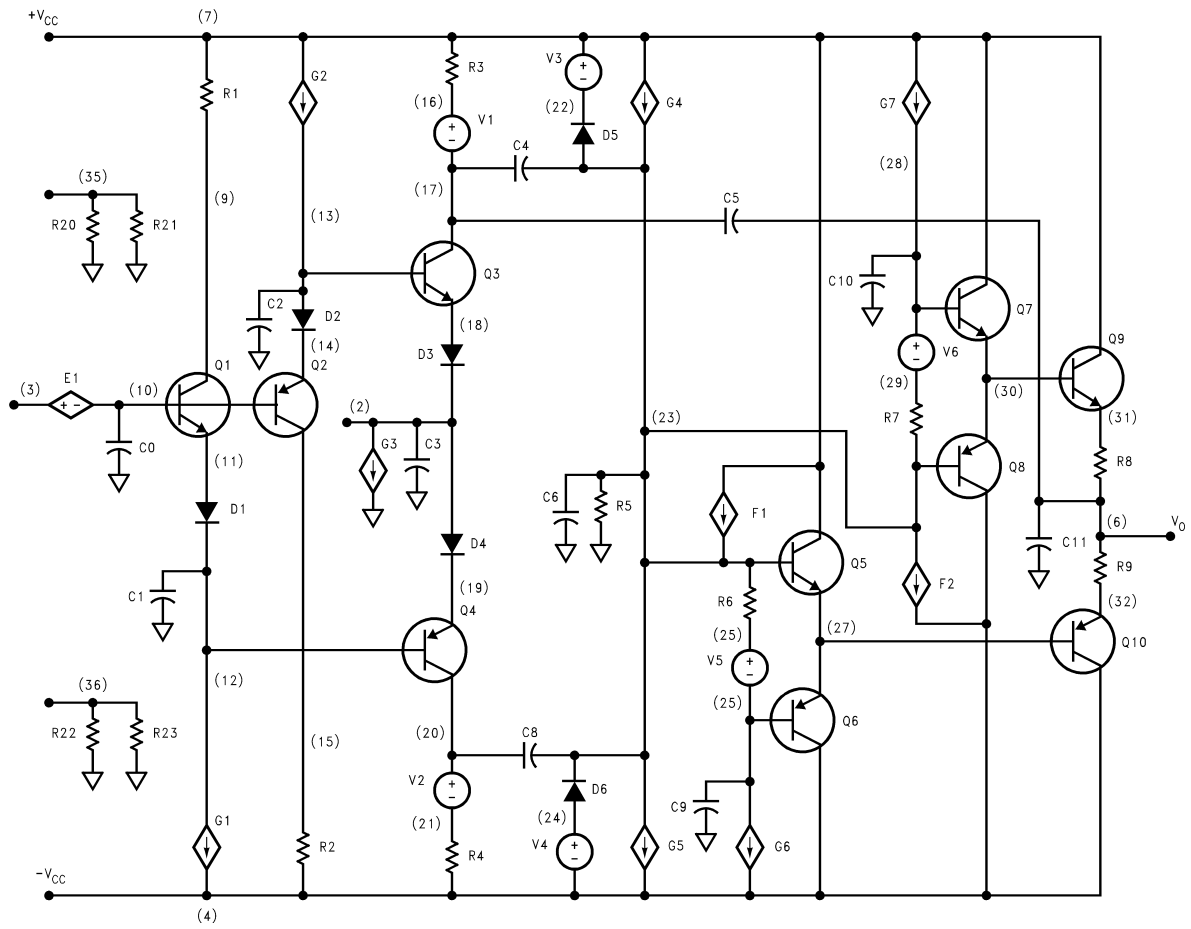 +VCC
(7)
G2
R3
V3
R1
(16)
(22)
G4
G7
V1
D5
C4
(28)
(35)
(17)
(9)
C5
R20
R21
(13)
Q3
C10
C2
Q7
D2
(18)
(14)
D3
V6
Q9
Q1
Q2
(29)
(3)
E1
(10)
(2)
(23)
(30)
(31)
R7
C0
G3
C3
(11)
Q8
R8
C6
R5
F1
D1
(6)
VO
C11
D4
Q5
R9
C1
(19)
R6
F2
(32)
Q4
(25)
(27)
Q10
V5
(12)
(36)
(25)
Q6
R22
R23
(20)
C8
(15)
V2
D6
C9
(24)
G1
(21)
V4
R2
R4
G5
G6
-VCC
(4)